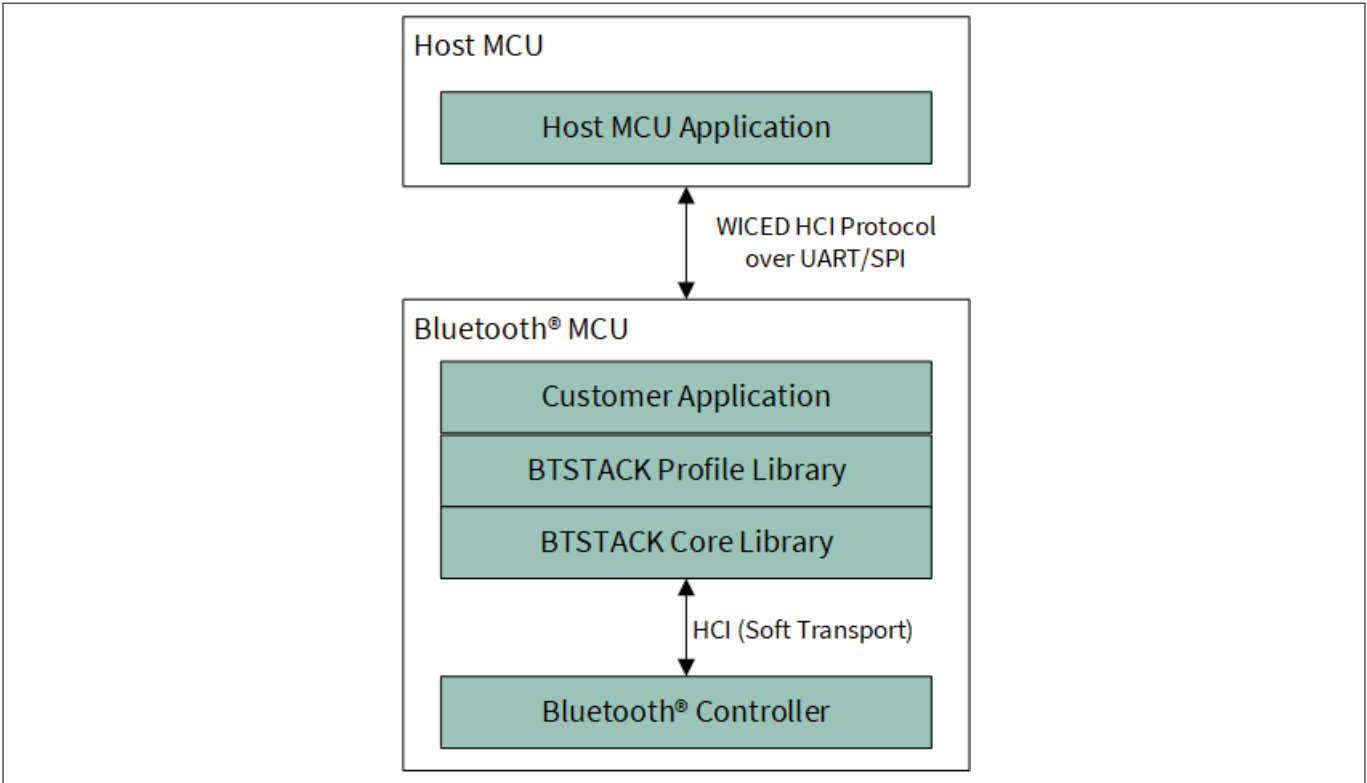 Host MCU
Host MCU Application
WICED HCI Protocol
over UART/SPI
Bluetooth® MCU
Customer Application
BTSTACK Profile Library
BTSTACK Core Library
HCI (Soft Transport)
Bluetooth® Controller